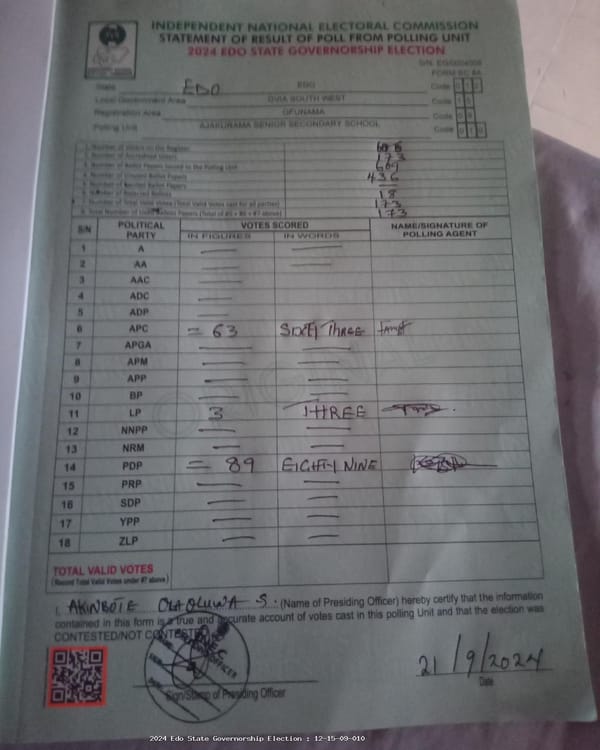 INDEPENDENT NATIONAL ELECTORAL COMMISSION
STATEMENT OF RESULT OF POLL FROM POLLING UNIT
2024 EDO STATE GOVERNORSHIP ELECTION
FORM EC 8A
State EDO EDO Code
Local Government Area OVIA SOUTH WEST Code
Registration Area OFUNAMA Code
Polling Unit AJAKURAMA SENIOR SECONDARY SCHOOL Code
1. Number of Voters on the Register
2. Number of Accredited Voters 173
3. Number of Ballot Papers Issued to the Polling Unit 609
4. Number of Unused Ballot Papers 436
5. Number of Spoiled Ballot Papers
6. Number of Rejected Ballots 18
7. Number of Total Valid Votes (Total Valid Votes cast for all parties) 173
8. Total Number of Used Ballot Papers (Total of #5 + #6 + #7 above) 173
S/N POLITICAL PARTY VOTES SCORED NAME/SIGNATURE OF POLLING AGENT
IN FIGURES IN WORDS
1 A
2 AA
3 AAC
4 ADC
5 ADP
6 APC = 63 SIXTY THREE
7 APGA
8 APM
9 APP
10 BP
11 LP 3 THREE
12 NNPP
13 NRM
14 PDP = 89 EIGHTY NINE
15 PRP
16 SDP
17 YPP
18 ZLP
TOTAL VALID VOTES
(Record Total Valid Votes under #7 above)
I, AKINBOTE OLAOLUWA S. (Name of Presiding Officer) hereby certify that the information
contained in this form is a true and accurate account of votes cast in this polling Unit and that the election was
CONTESTED/NOT CONTESTED
21/9/2024
Sign/Stamp of Presiding Officer Date
2024 Edo State Governorship Election : 12-15-09-010